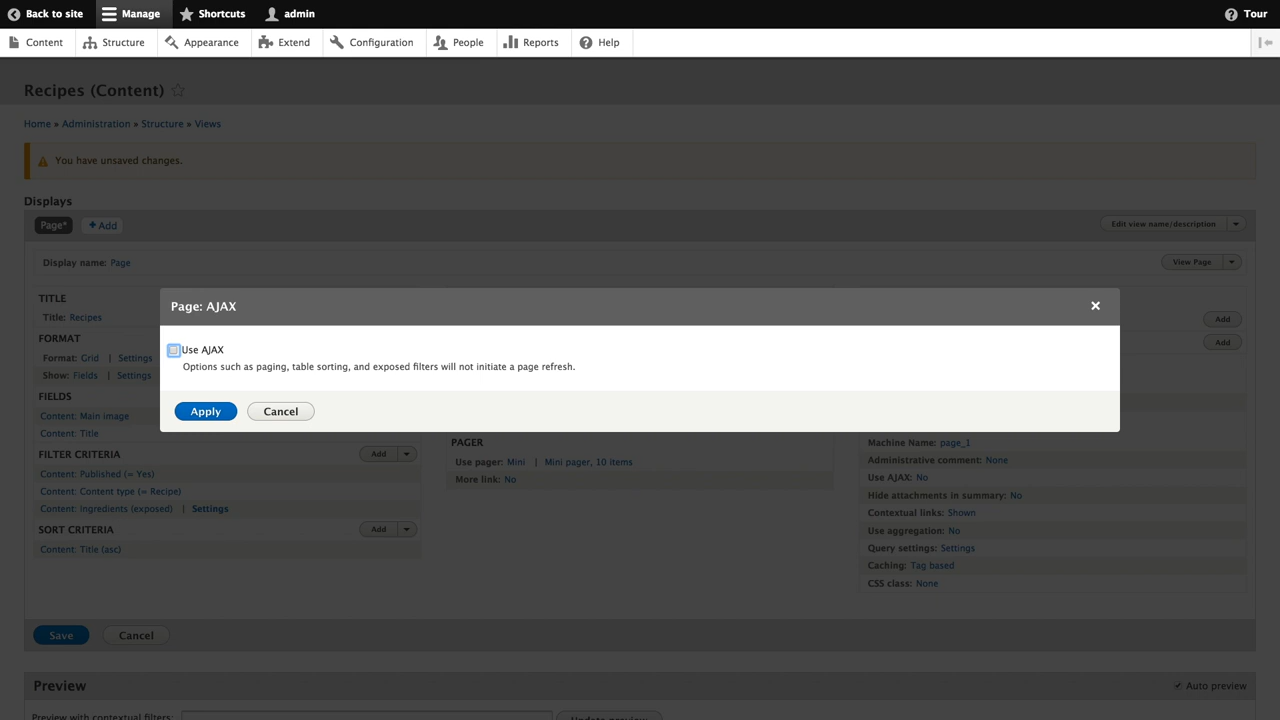 Back to site Manage Shortcuts admin Tour
Content Structure Appearance Extend Configuration People Reports Help
Recipes (Content)
Home » Administration » Structure » Views
You have unsaved changes.
Displays
Page* Add Edit view name/description
Display name: Page View Page
TITLE
Title: Recipes
FORMAT
Format: Grid | Settings
Show: Fields | Settings
FIELDS
Content: Main image
Content: Title
FILTER CRITERIA Add
Content: Published (= Yes)
Content: Content type (= Recipe)
Content: Ingredients (exposed) | Settings
SORT CRITERIA Add
Content: Title (asc)
Page: AJAX
Use AJAX
Options such as paging, table sorting, and exposed filters will not initiate a page refresh.
Apply Cancel
PAGER
Use pager: Mini | Mini pager, 10 items
More link: No
Add
Add
Machine Name: page_1
Administrative comment: None
Use AJAX: No
Hide attachments in summary: No
Contextual links: Shown
Use aggregation: No
Query settings: Settings
Caching: Tag based
CSS class: None
Save Cancel
Preview Auto preview
Preview with contextual filters: Update preview